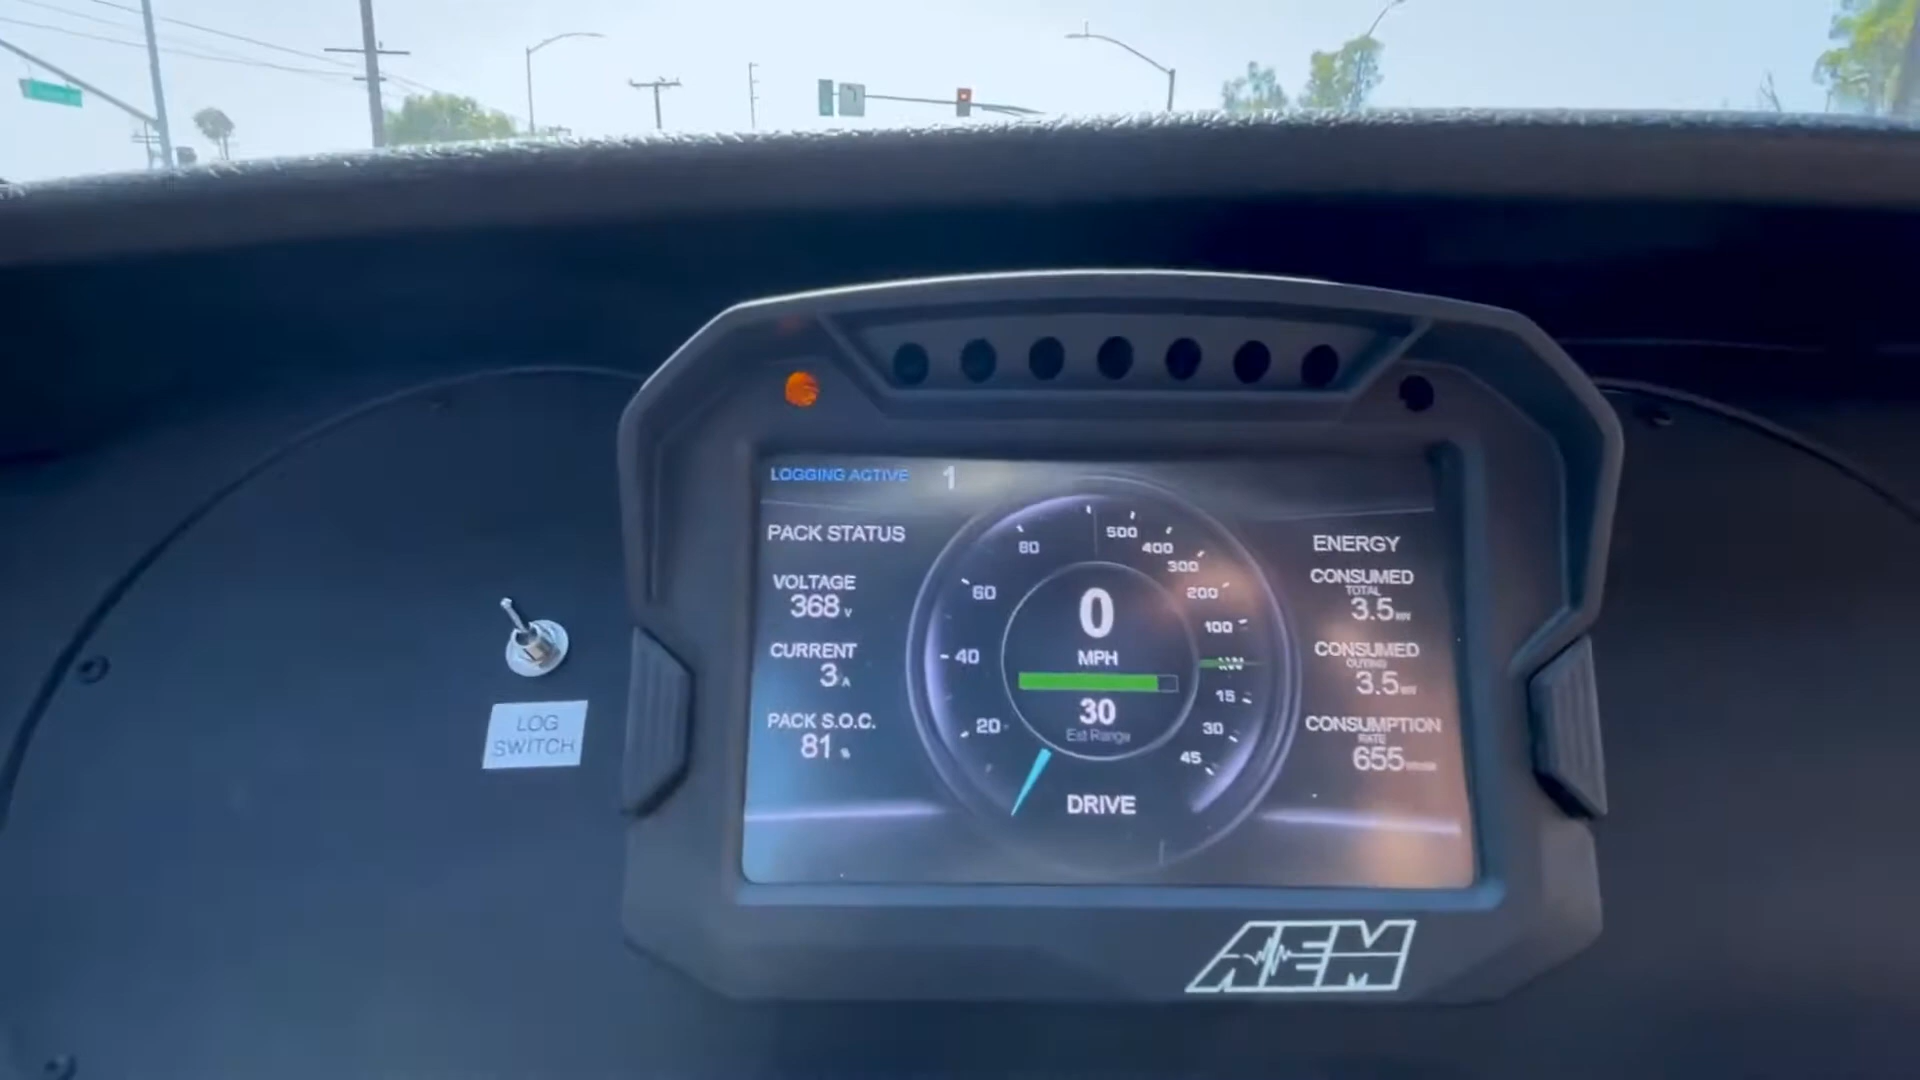 LOGGING ACTIVE 1
PACK STATUS
VOLTAGE
368 V
CURRENT
3 A
PACK S.O.C.
81 %
LOG
SWITCH
20
40
60
80
500
400
300
200
100
kW
15
30
45
0
MPH
30
Est Range
DRIVE
ENERGY
CONSUMED
TOTAL
3.5
CONSUMED
OUTING
3.5
CONSUMPTION
RATE
655
AEM